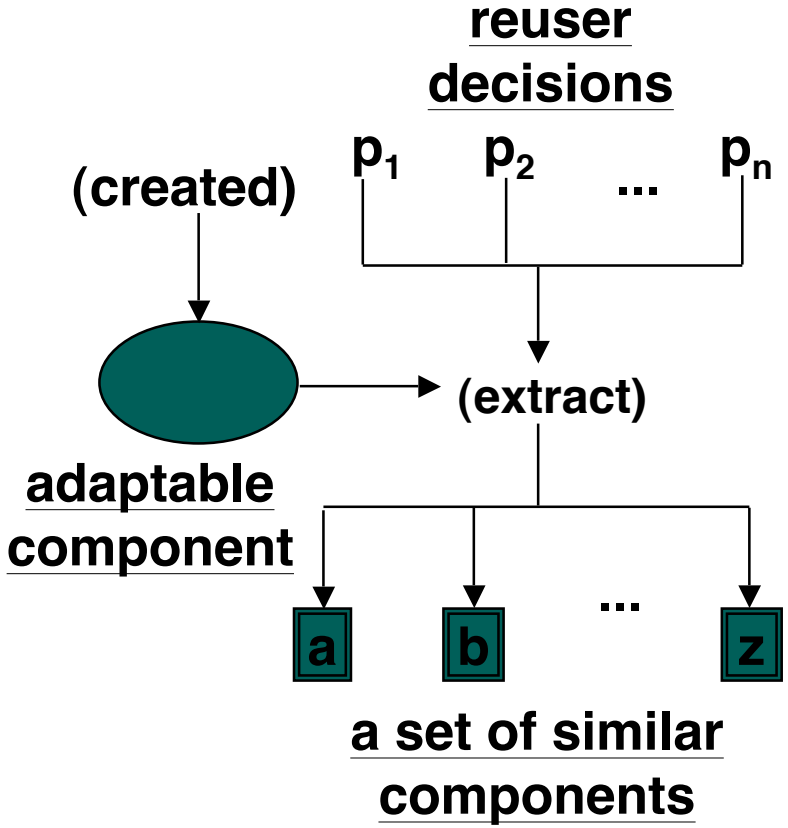 reuser
decisions
(created)
p1 p2 ... pn
(extract)
adaptable
component
a b ... z
a set of similar
components